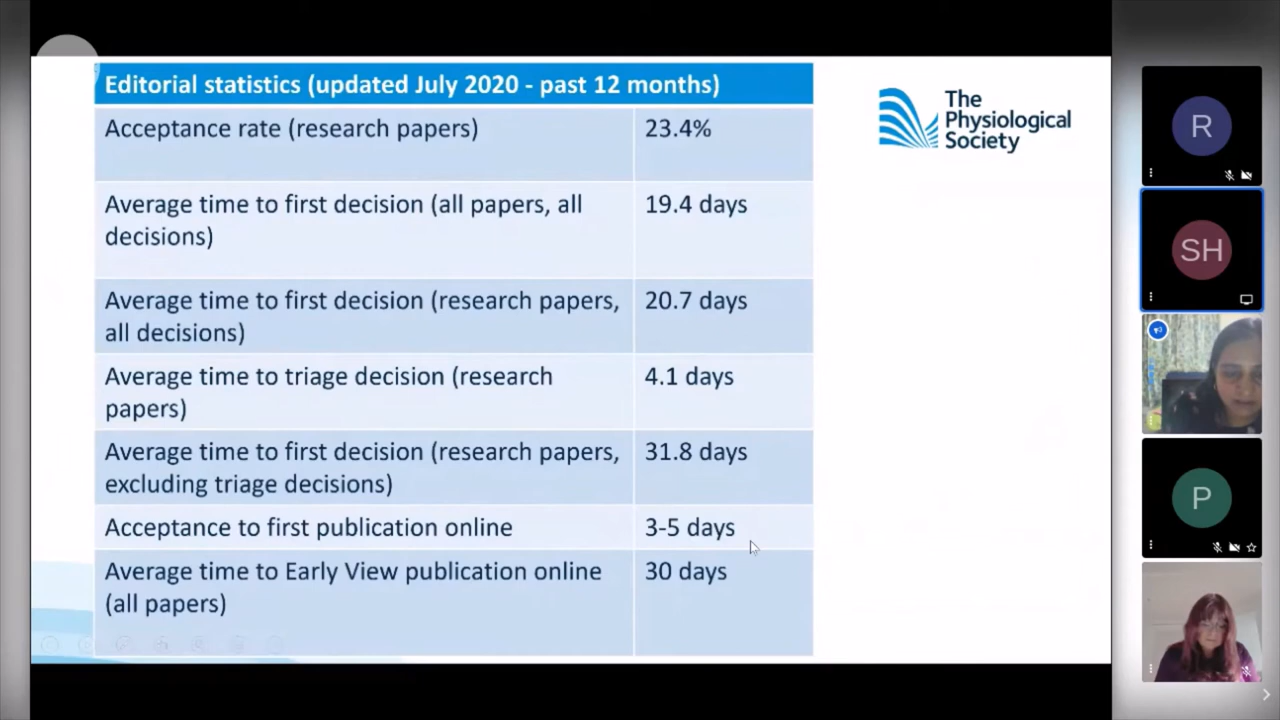 Editorial statistics (updated July 2020 - past 12 months)
Acceptance rate (research papers) 23.4%
Average time to first decision (all papers, all 19.4 days
decisions)
Average time to first decision (research papers, 20.7 days
all decisions)
Average time to triage decision (research 4.1 days
papers)
Average time to first decision (research papers, 31.8 days
excluding triage decisions)
Acceptance to first publication online 3-5 days
Average time to Early View publication online 30 days
(all papers)
The
Physiological
Society
R
SH
P